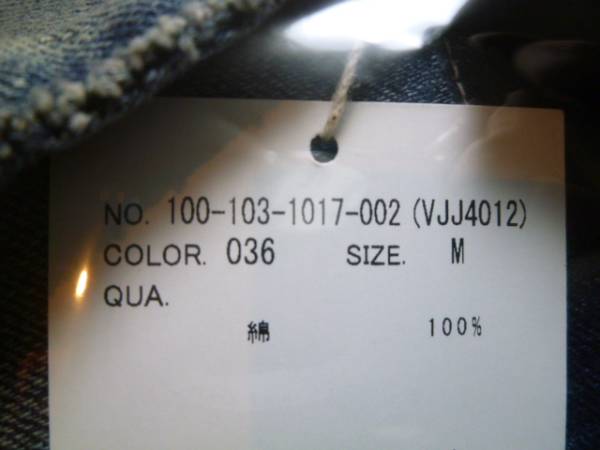 NO. 100-103-1017-002 (VJJ4012)
COLOR. 036 SIZE. M
QUA.
綿 100%